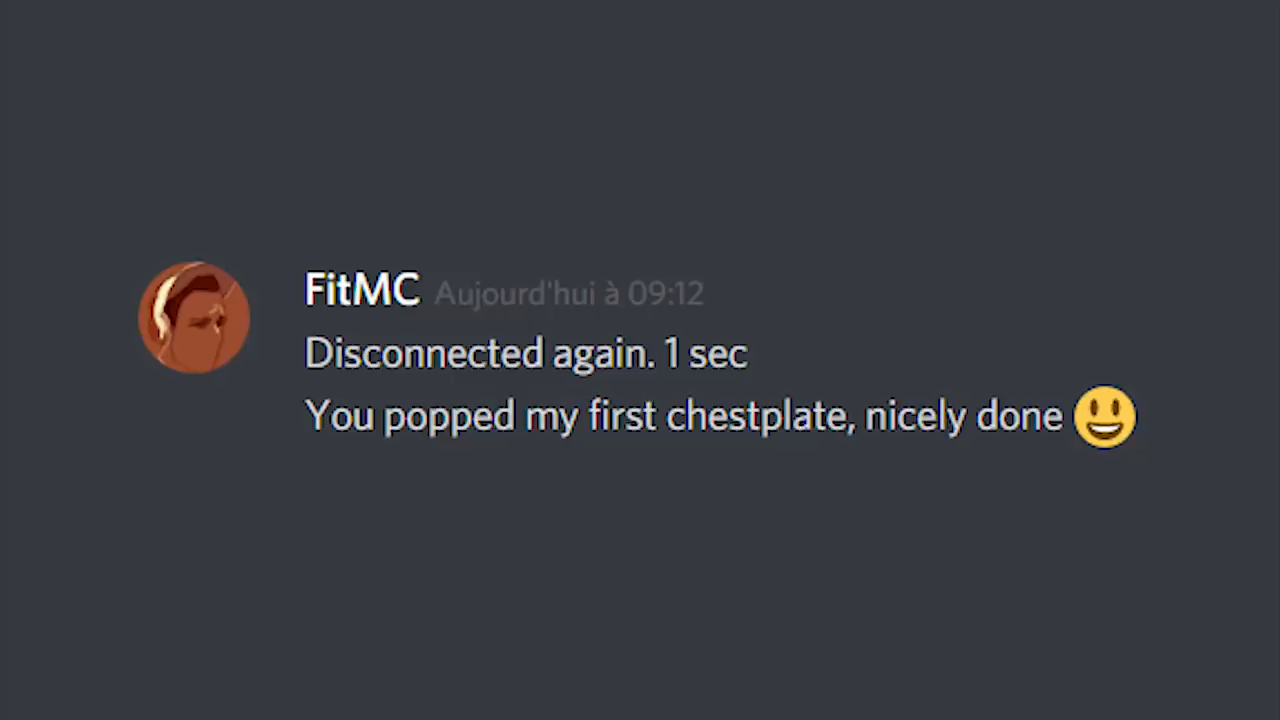 FitMC Aujourd'hui à 09:12
Disconnected again. 1 sec
You popped my first chestplate, nicely done 😃